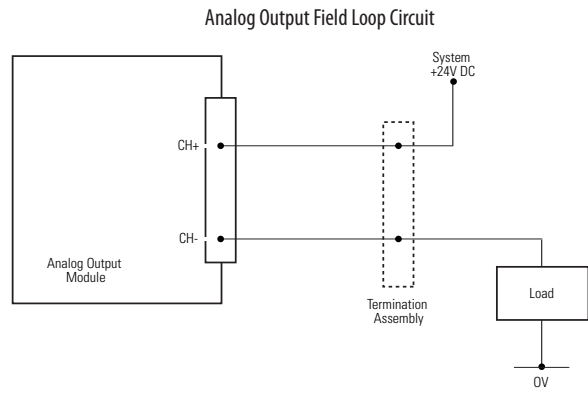 Analog Output Field Loop Circuit
System
+24V DC
CH+
CH-
Analog Output
Module
Termination
Assembly
Load
0V